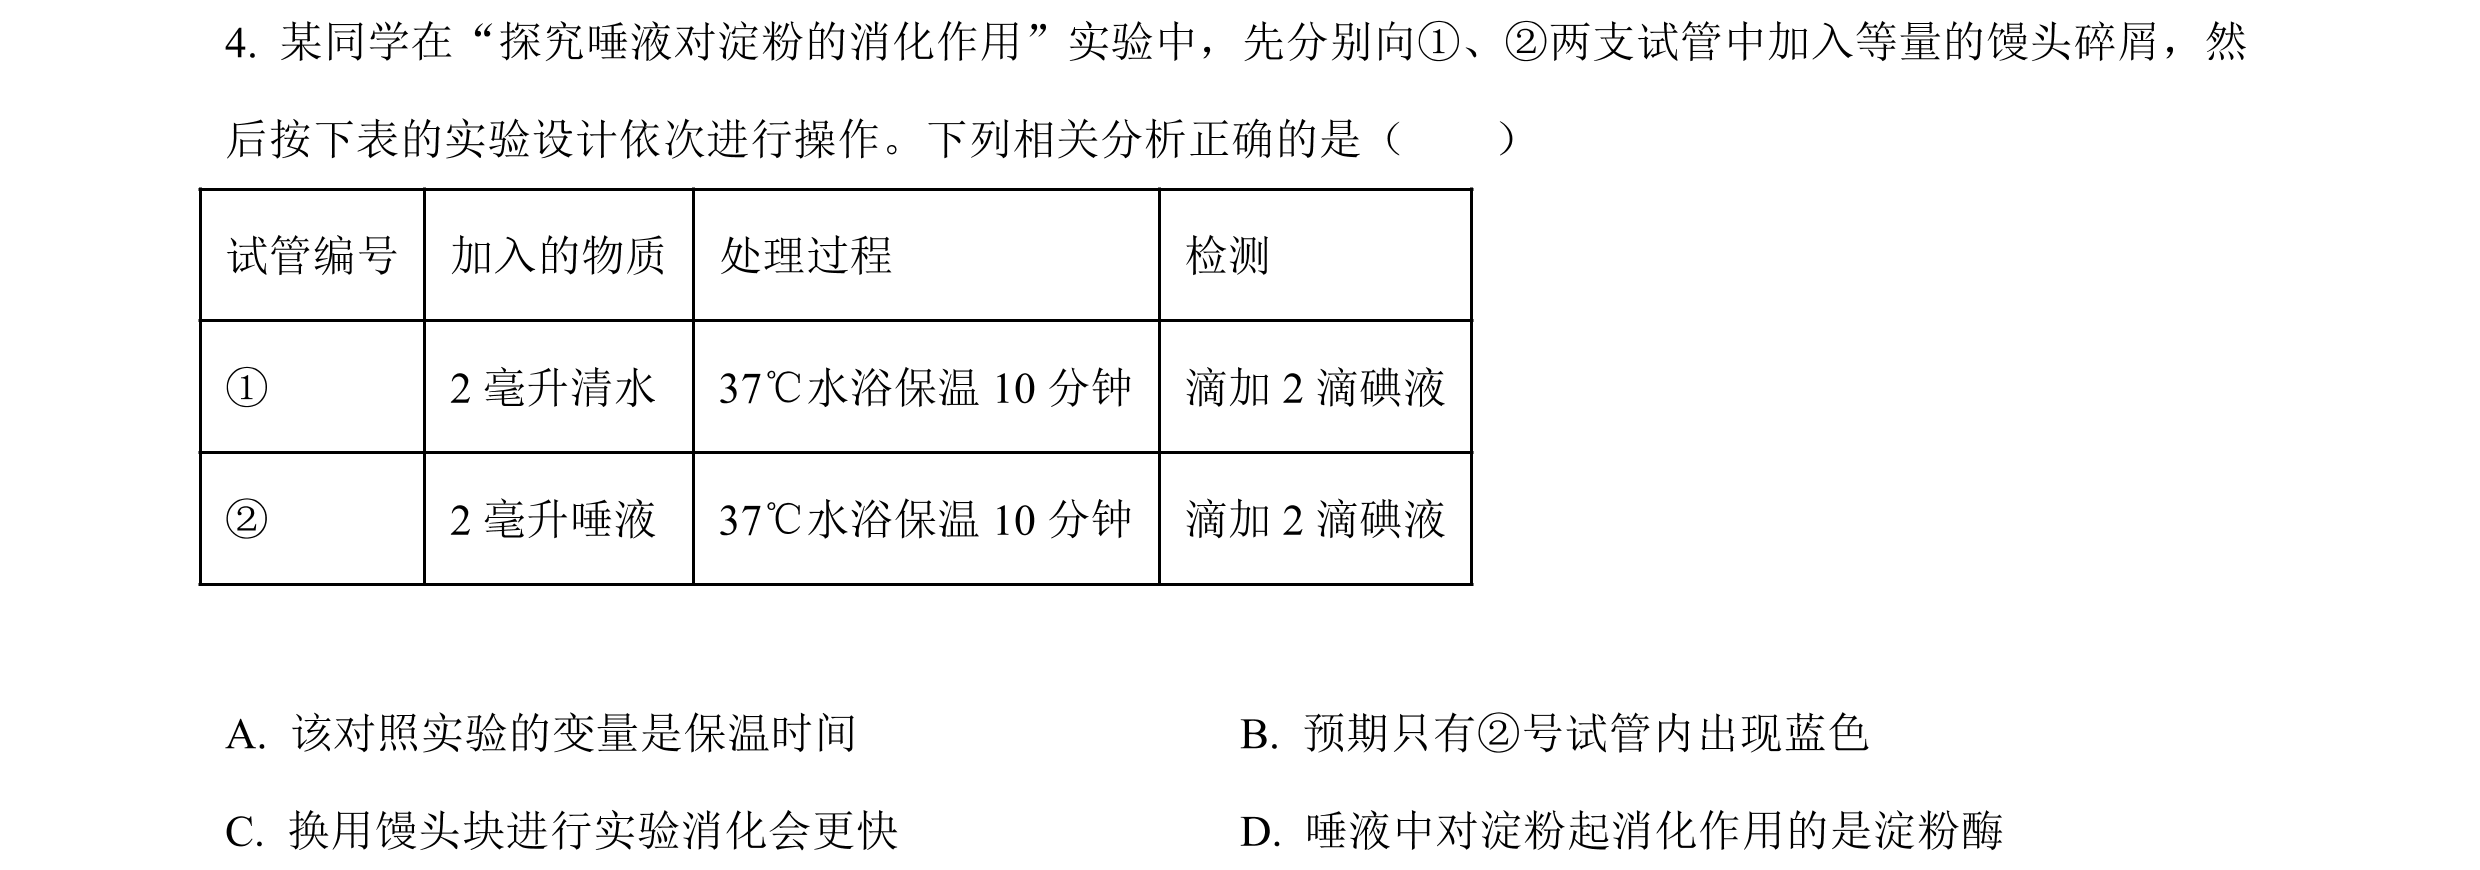 4. 某同学在“探究唾液对淀粉的消化作用”实验中，先分别向①、②两支试管中加入等量的馒头碎屑，然
后按下表的实验设计依次进行操作。下列相关分析正确的是（　　）
试管编号 加入的物质 处理过程 检测
① 2 毫升清水 37℃水浴保温 10 分钟 滴加 2 滴碘液
② 2 毫升唾液 37℃水浴保温 10 分钟 滴加 2 滴碘液
A. 该对照实验的变量是保温时间 B. 预期只有②号试管内出现蓝色
C. 换用馒头块进行实验消化会更快 D. 唾液中对淀粉起消化作用的是淀粉酶